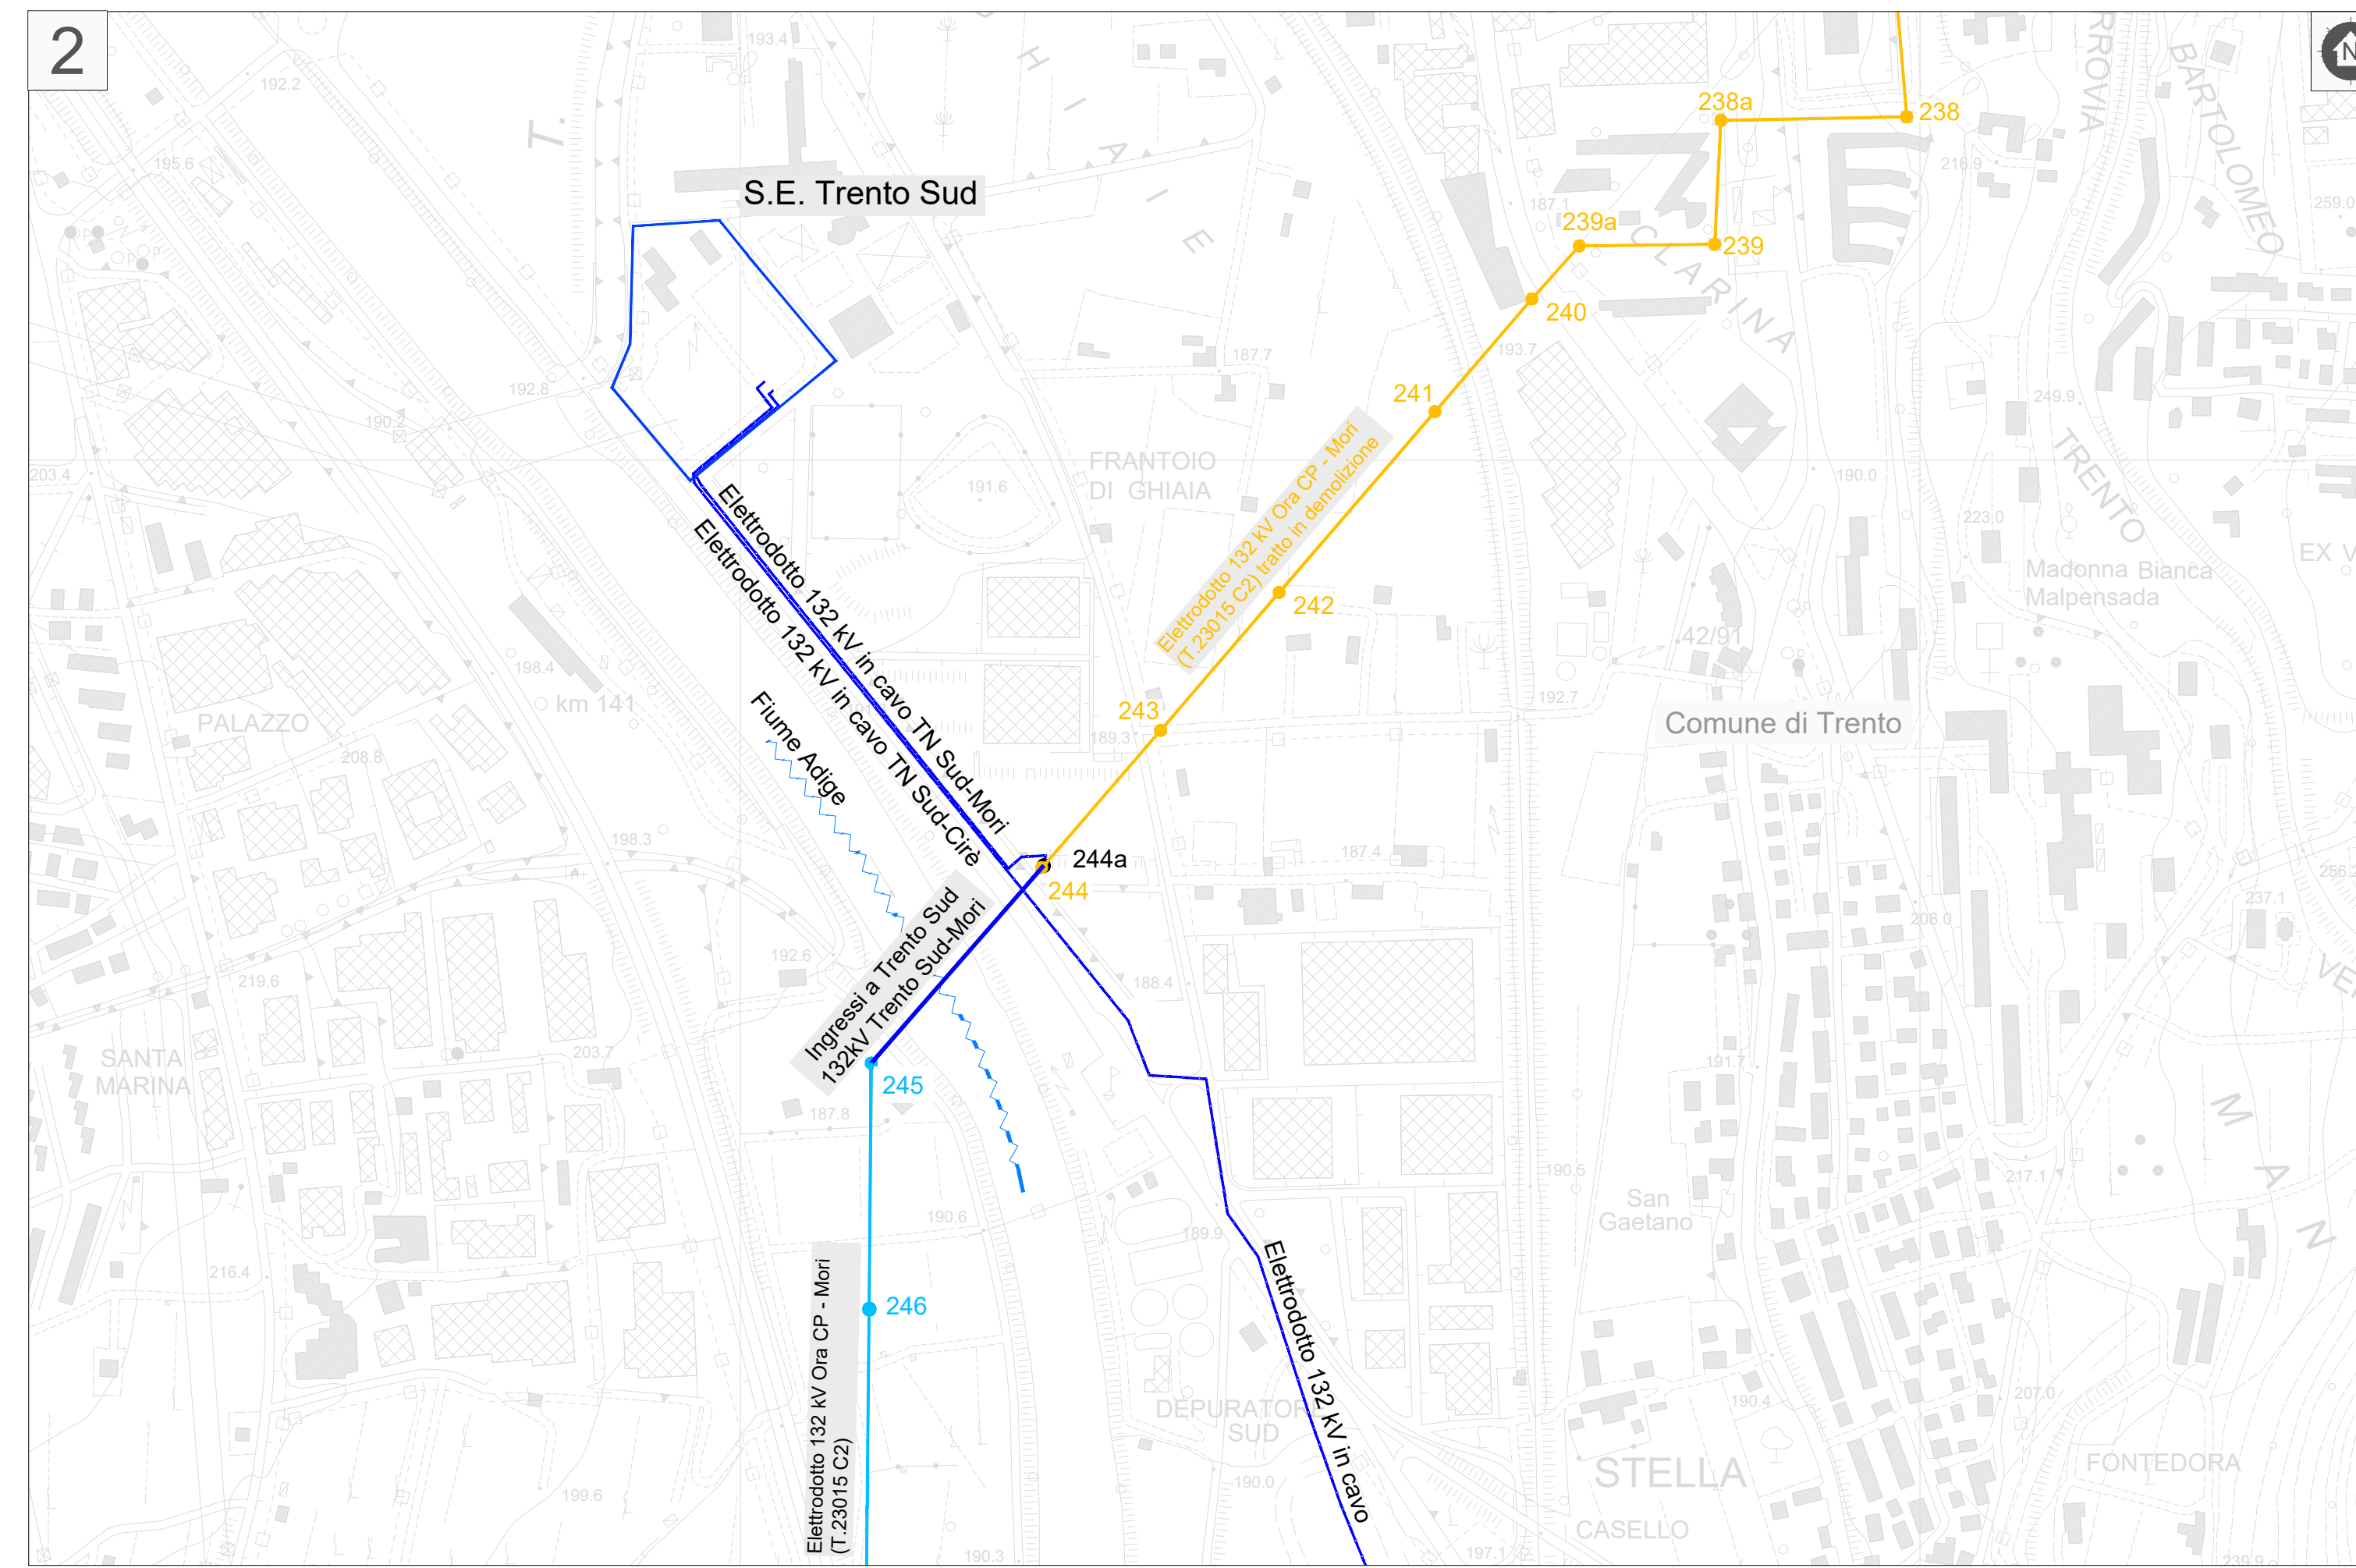 2
N
193.4
192.2
T.
H
I
A
I
E
195.6
S.E. Trento Sud
238a
238
216.9
RROVIA
BARTOLOMEO
259.0
187.1
239a
239
CLARINA
240
193.7
187.7
192.8
190.2
241
249.9
203.4
FRANTOIO
DI GHIAIA
191.6
190.0
TRENTO
223.0
EX V
Elettrodotto 132 kV Ora CP - Mori
(T.23015 C2) tratto in demolizione
Elettrodotto 132 kV in cavo TN Sud-Mori
Elettrodotto 132 kV in cavo TN Sud-Cirè
242
Madonna Bianca
Malpensada
42/91
198.4
km 141
192.7
PALAZZO
208.8
Fiume Adige
243
189.3
Comune di Trento
198.3
244a
244
187.4
256.2
237.1
208.0
192.6
Ingressi a Trento Sud
132kV Trento Sud-Mori
188.4
219.6
VE
SANTA
MARINA
203.7
245
187.8
191.7
M
A
N
190.5
217.1
San
Gaetano
190.6
189.9
216.4
246
Elettrodotto 132 kV Ora CP - Mori
(T.23015 C2)
Elettrodotto 132 kV in cavo
DEPURATORE
SUD
190.4
207.0
STELLA
FONTEDORA
199.6
190.0
CASELLO
190.3
197.1
239.9